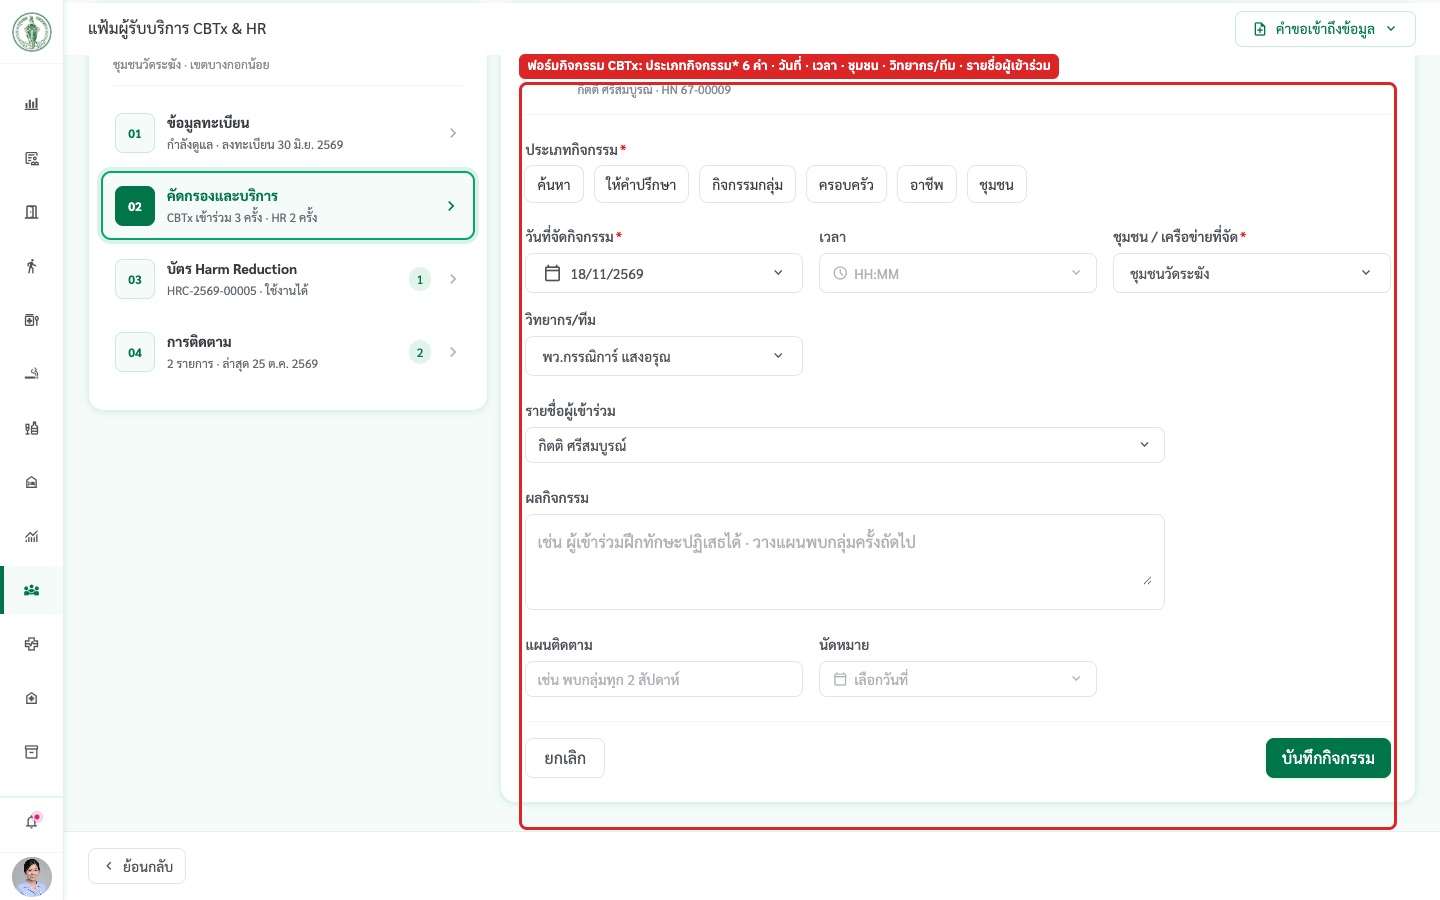 แฟ้มผู้รับบริการ CBTx & HR
คำขอเข้าถึงข้อมูล
ชุมชนวัดระฆัง · เขตบางกอกน้อย
01
ข้อมูลทะเบียน
กำลังดูแล · ลงทะเบียน 30 มิ.ย. 2569
02
คัดกรองและบริการ
CBTx เข้าร่วม 3 ครั้ง · HR 2 ครั้ง
03
บัตร Harm Reduction
HRC-2569-00005 · ใช้งานได้
1
04
การติดตาม
2 รายการ · ล่าสุด 25 ต.ค. 2569
2
ฟอร์มกิจกรรม CBTx: ประเภทกิจกรรม* 6 คำ · วันที่ · เวลา · ชุมชน · วิทยากร/ทีม · รายชื่อผู้เข้าร่วม
กิตติ ศรีสมบูรณ์ · HN 67-00009
ประเภทกิจกรรม*
ค้นหา ให้คำปรึกษา กิจกรรมกลุ่ม ครอบครัว อาชีพ ชุมชน
วันที่จัดกิจกรรม* เวลา ชุมชน / เครือข่ายที่จัด*
18/11/2569 HH:MM ชุมชนวัดระฆัง
วิทยากร/ทีม
พว.กรรณิการ์ แสงอรุณ
รายชื่อผู้เข้าร่วม
กิตติ ศรีสมบูรณ์
ผลกิจกรรม
เช่น ผู้เข้าร่วมฝึกทักษะปฏิเสธได้ · วางแผนพบกลุ่มครั้งถัดไป
แผนติดตาม นัดหมาย
เช่น พบกลุ่มทุก 2 สัปดาห์ เลือกวันที่
ยกเลิก บันทึกกิจกรรม
ย้อนกลับ